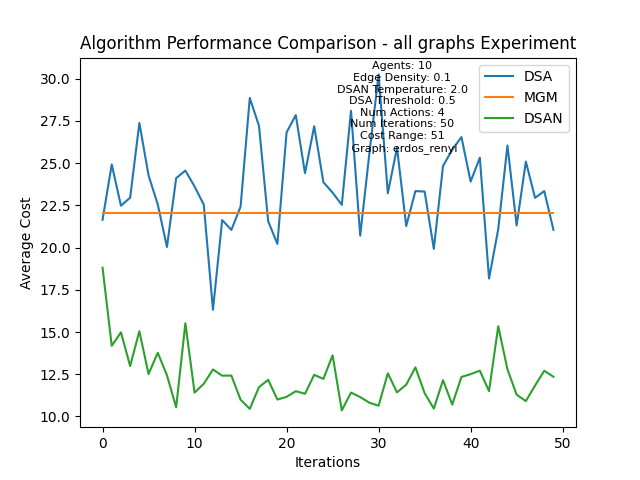 Algorithm Performance Comparison - all graphs Experiment
Agents: 10
Edge Density: 0.1
DSAN Temperature: 2.0
DSA Threshold: 0.5
Num Actions: 4
Num Iterations: 50
Cost Range: 51
Graph: erdos_renyi
DSA
MGM
DSAN
Average Cost
30.0
27.5
25.0
22.5
20.0
17.5
15.0
12.5
10.0
0 10 20 30 40 50
Iterations